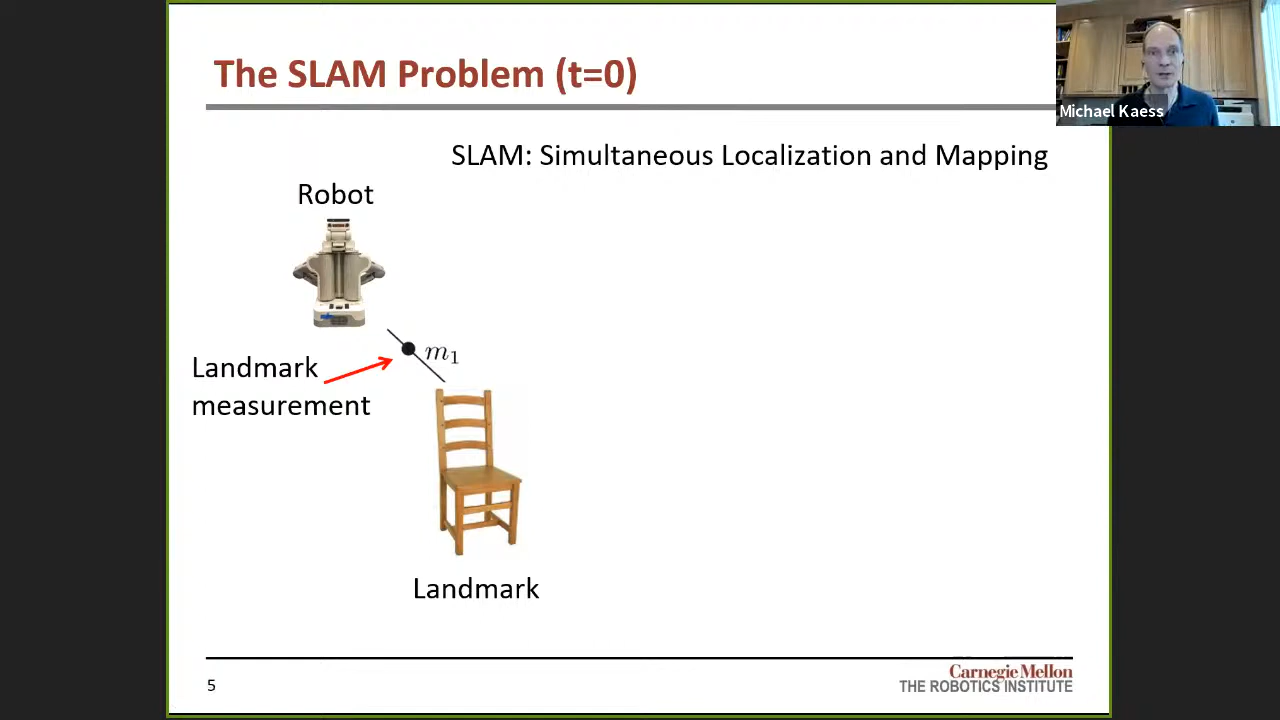 The SLAM Problem (t=0)
Michael Kaess
SLAM: Simultaneous Localization and Mapping
Robot
m₁
Landmark
measurement
Landmark
5
Carnegie Mellon
THE ROBOTICS INSTITUTE